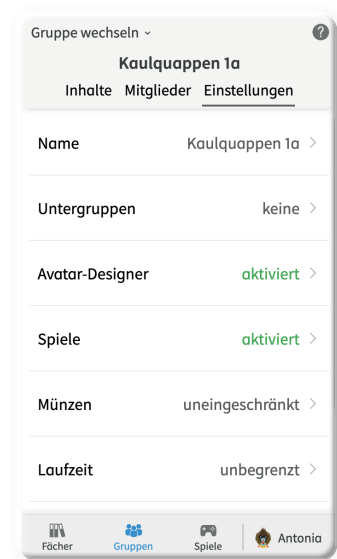 Gruppe wechseln
Kaulquappen 1a
Inhalte Mitglieder Einstellungen
Name Kaulquappen 1a
Untergruppen keine
Avatar-Designer aktiviert
Spiele aktiviert
Münzen uneingeschränkt
Laufzeit unbegrenzt
Fächer Gruppen Spiele Antonia